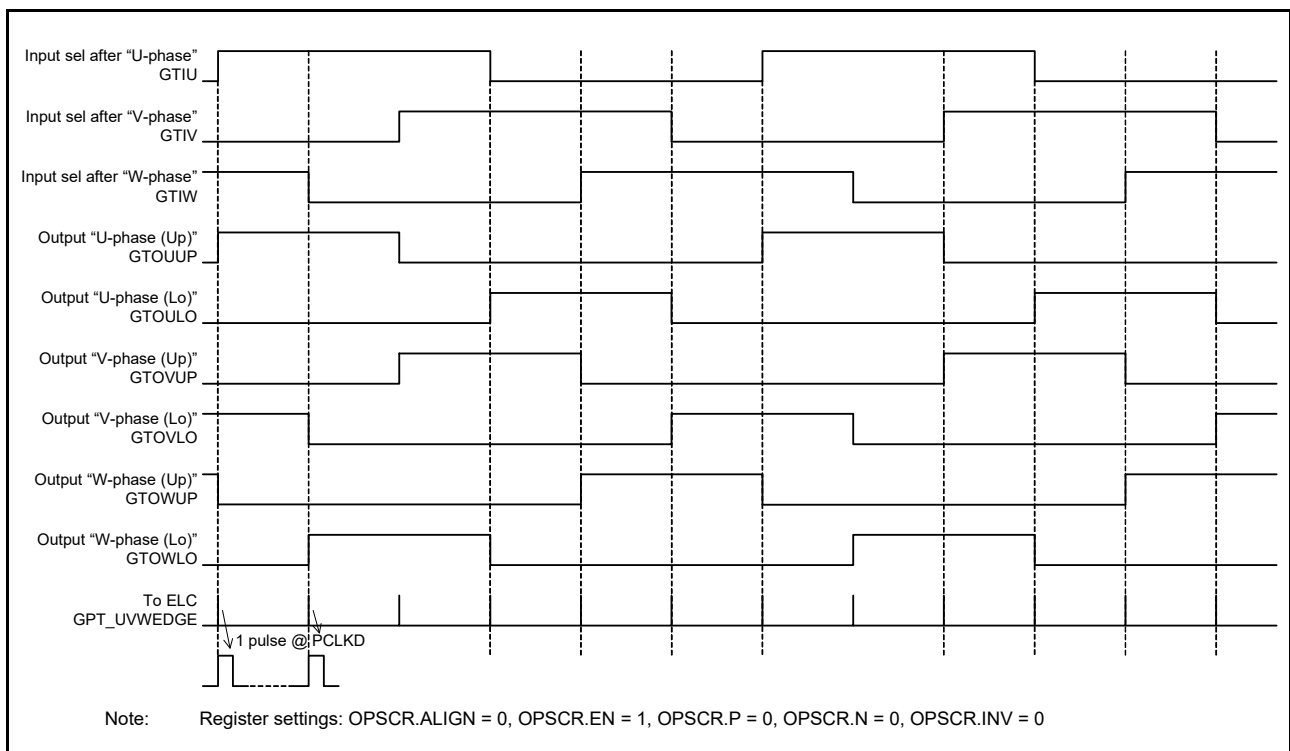 Input sel after “U-phase”
GTIU
Input sel after “V-phase”
GTIV
Input sel after “W-phase”
GTIW
Output “U-phase (Up)”
GTOUUP
Output “U-phase (Lo)”
GTOULO
Output “V-phase (Up)”
GTOVUP
Output “V-phase (Lo)”
GTOVLO
Output “W-phase (Up)”
GTOWUP
Output “W-phase (Lo)”
GTOWLO
To ELC
GPT_UVWEDGE
1 pulse @ PCLKD
Note: Register settings: OPSCR.ALIGN = 0, OPSCR.EN = 1, OPSCR.P = 0, OPSCR.N = 0, OPSCR.INV = 0